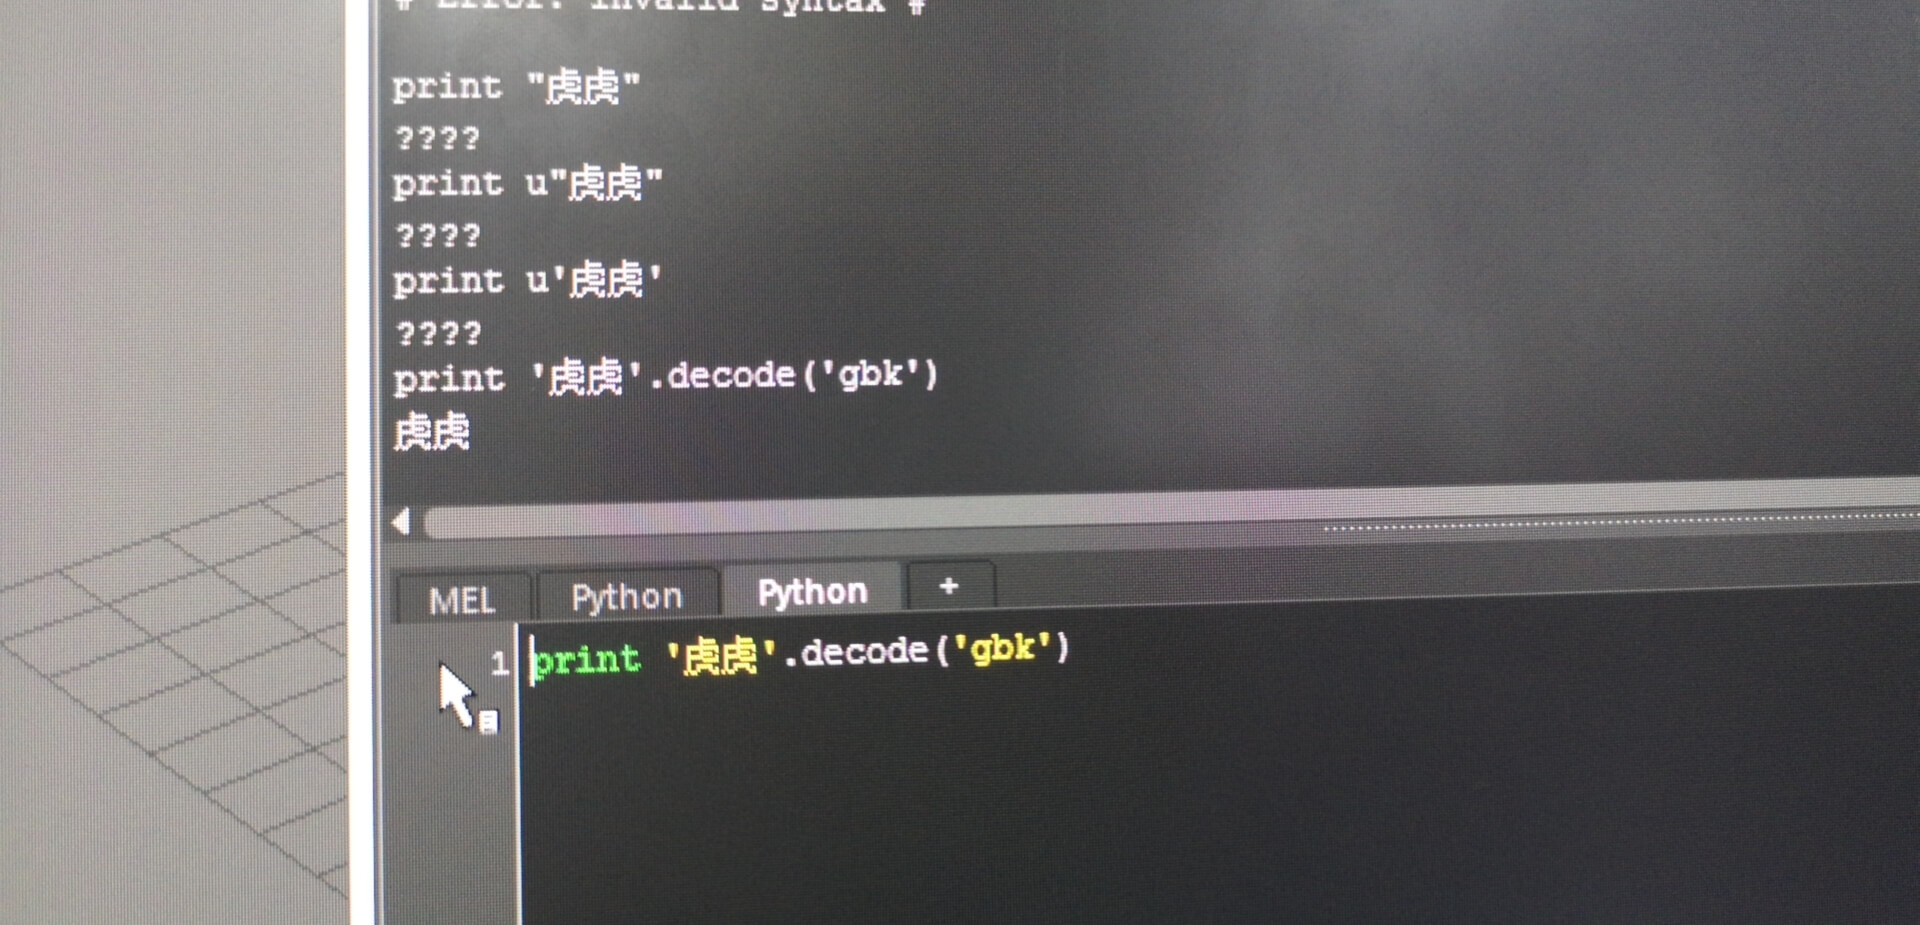 # Error: invalid syntax #
print "虎虎"
????
print u"虎虎"
????
print u'虎虎'
????
print '虎虎'.decode('gbk')
虎虎
MEL Python Python +
1 print '虎虎'.decode('gbk')